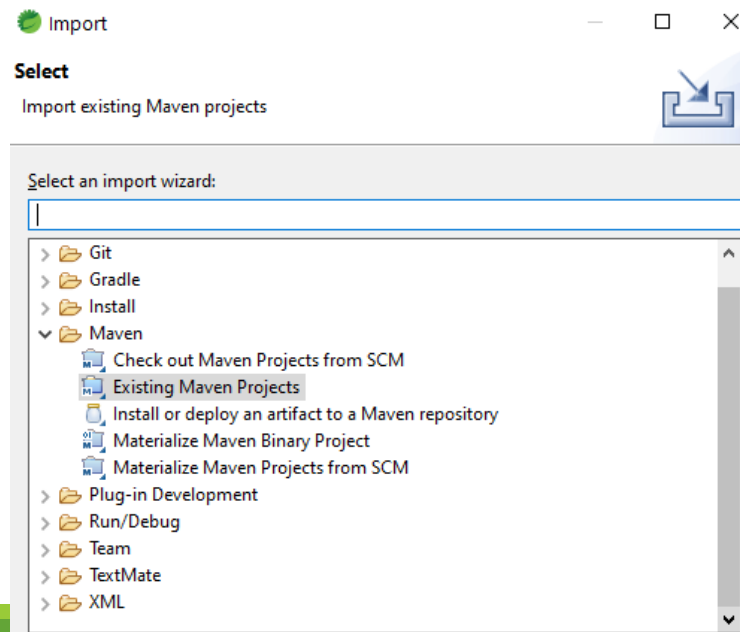 Import
Select
Import existing Maven projects
Select an import wizard:
Git
Gradle
Install
Maven
Check out Maven Projects from SCM
Existing Maven Projects
Install or deploy an artifact to a Maven repository
Materialize Maven Binary Project
Materialize Maven Projects from SCM
Plug-in Development
Run/Debug
Team
TextMate
XML